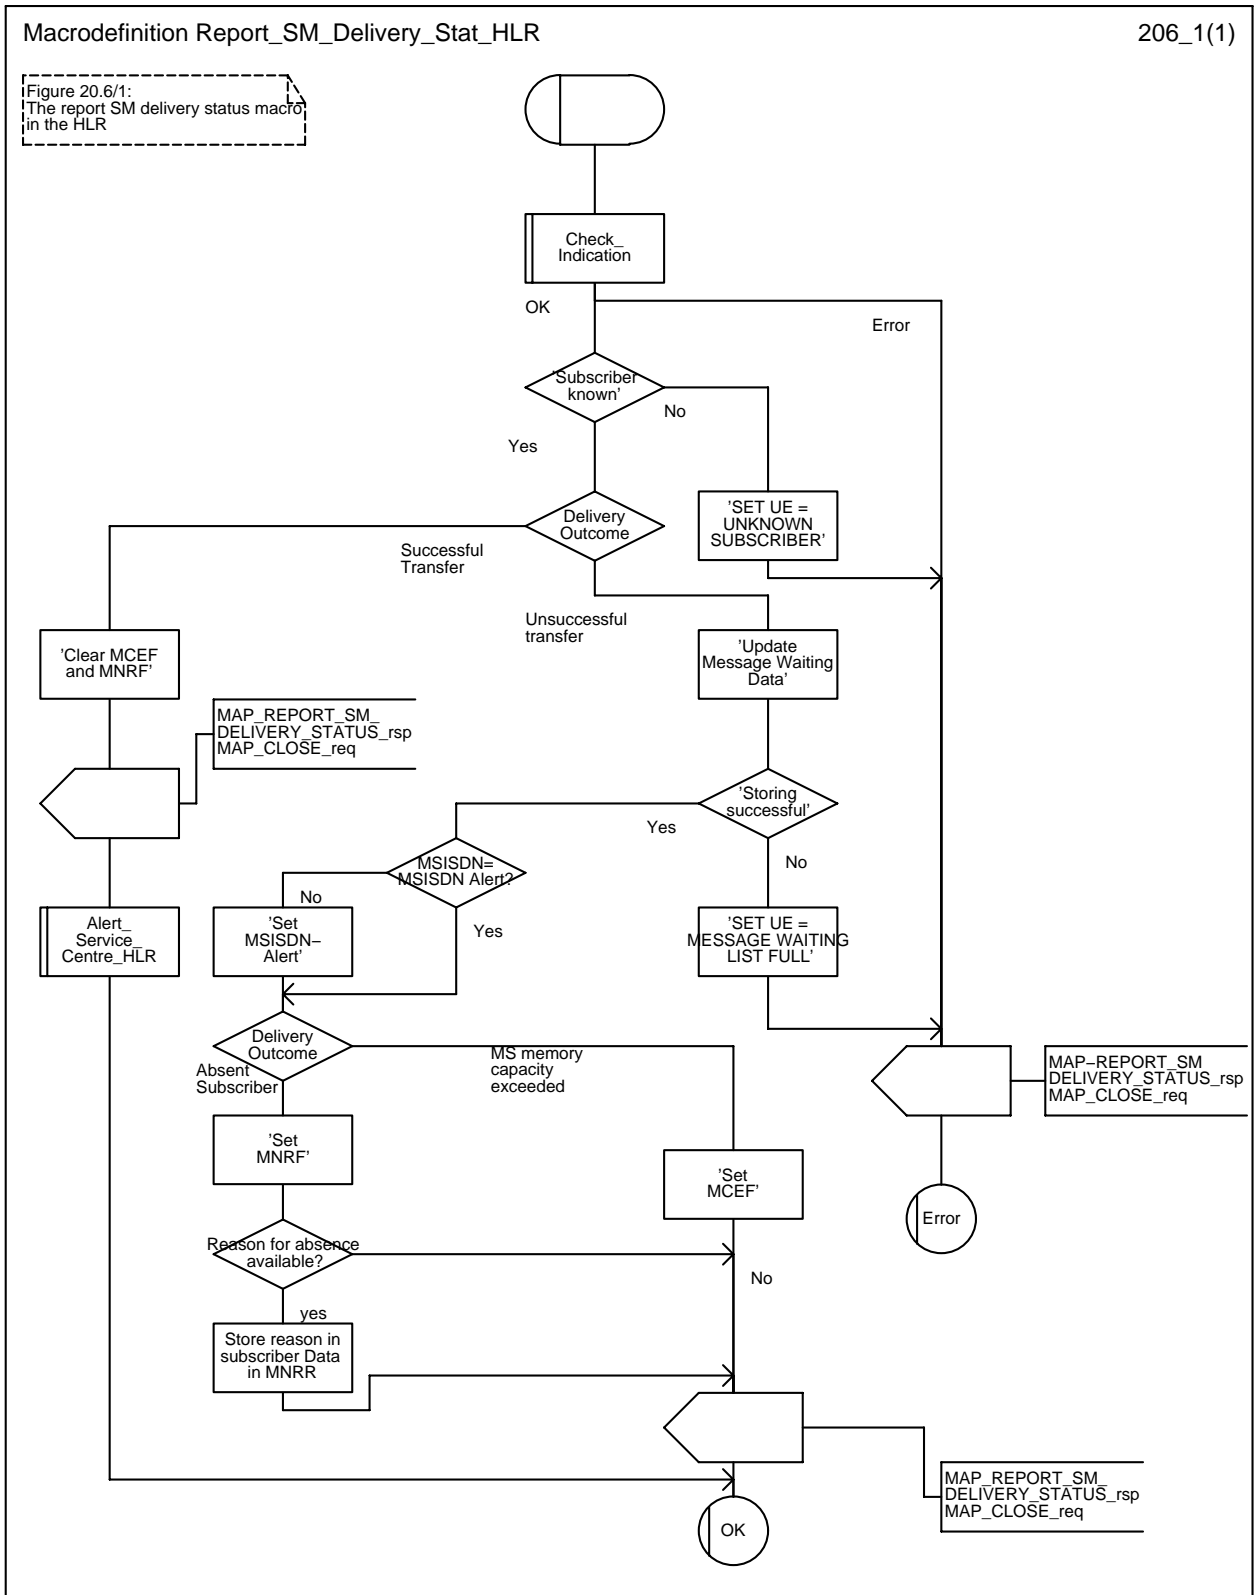 Macrodefinition Report_SM_Delivery_Stat_HLR
206_1(1)
Figure 20.6/1:
The report SM delivery status macro
in the HLR
Check_
Indication
OK
Error
'Subscriber
known'
No
Yes
Delivery
Outcome
'SET UE =
UNKNOWN
SUBSCRIBER'
Successful
Transfer
Unsuccessful
transfer
'Clear MCEF
and MNRF'
'Update
Message Waiting
Data'
MAP_REPORT_SM_
DELIVERY_STATUS_rsp
MAP_CLOSE_req
'Storing
successful'
Yes
No
MSISDN=
MSISDN Alert?
No
Yes
Alert_
Service_
Centre_HLR
'Set
MSISDN−
Alert'
'SET UE =
MESSAGE WAITING
LIST FULL'
Delivery
Outcome
Absent
Subscriber
MS memory
capacity
exceeded
MAP−REPORT_SM
DELIVERY_STATUS_rsp
MAP_CLOSE_req
'Set
MNRF'
'Set
MCEF'
Error
Reason for absence
available?
No
yes
Store reason in
subscriber Data
in MNRR
MAP_REPORT_SM_
DELIVERY_STATUS_rsp
MAP_CLOSE_req
OK